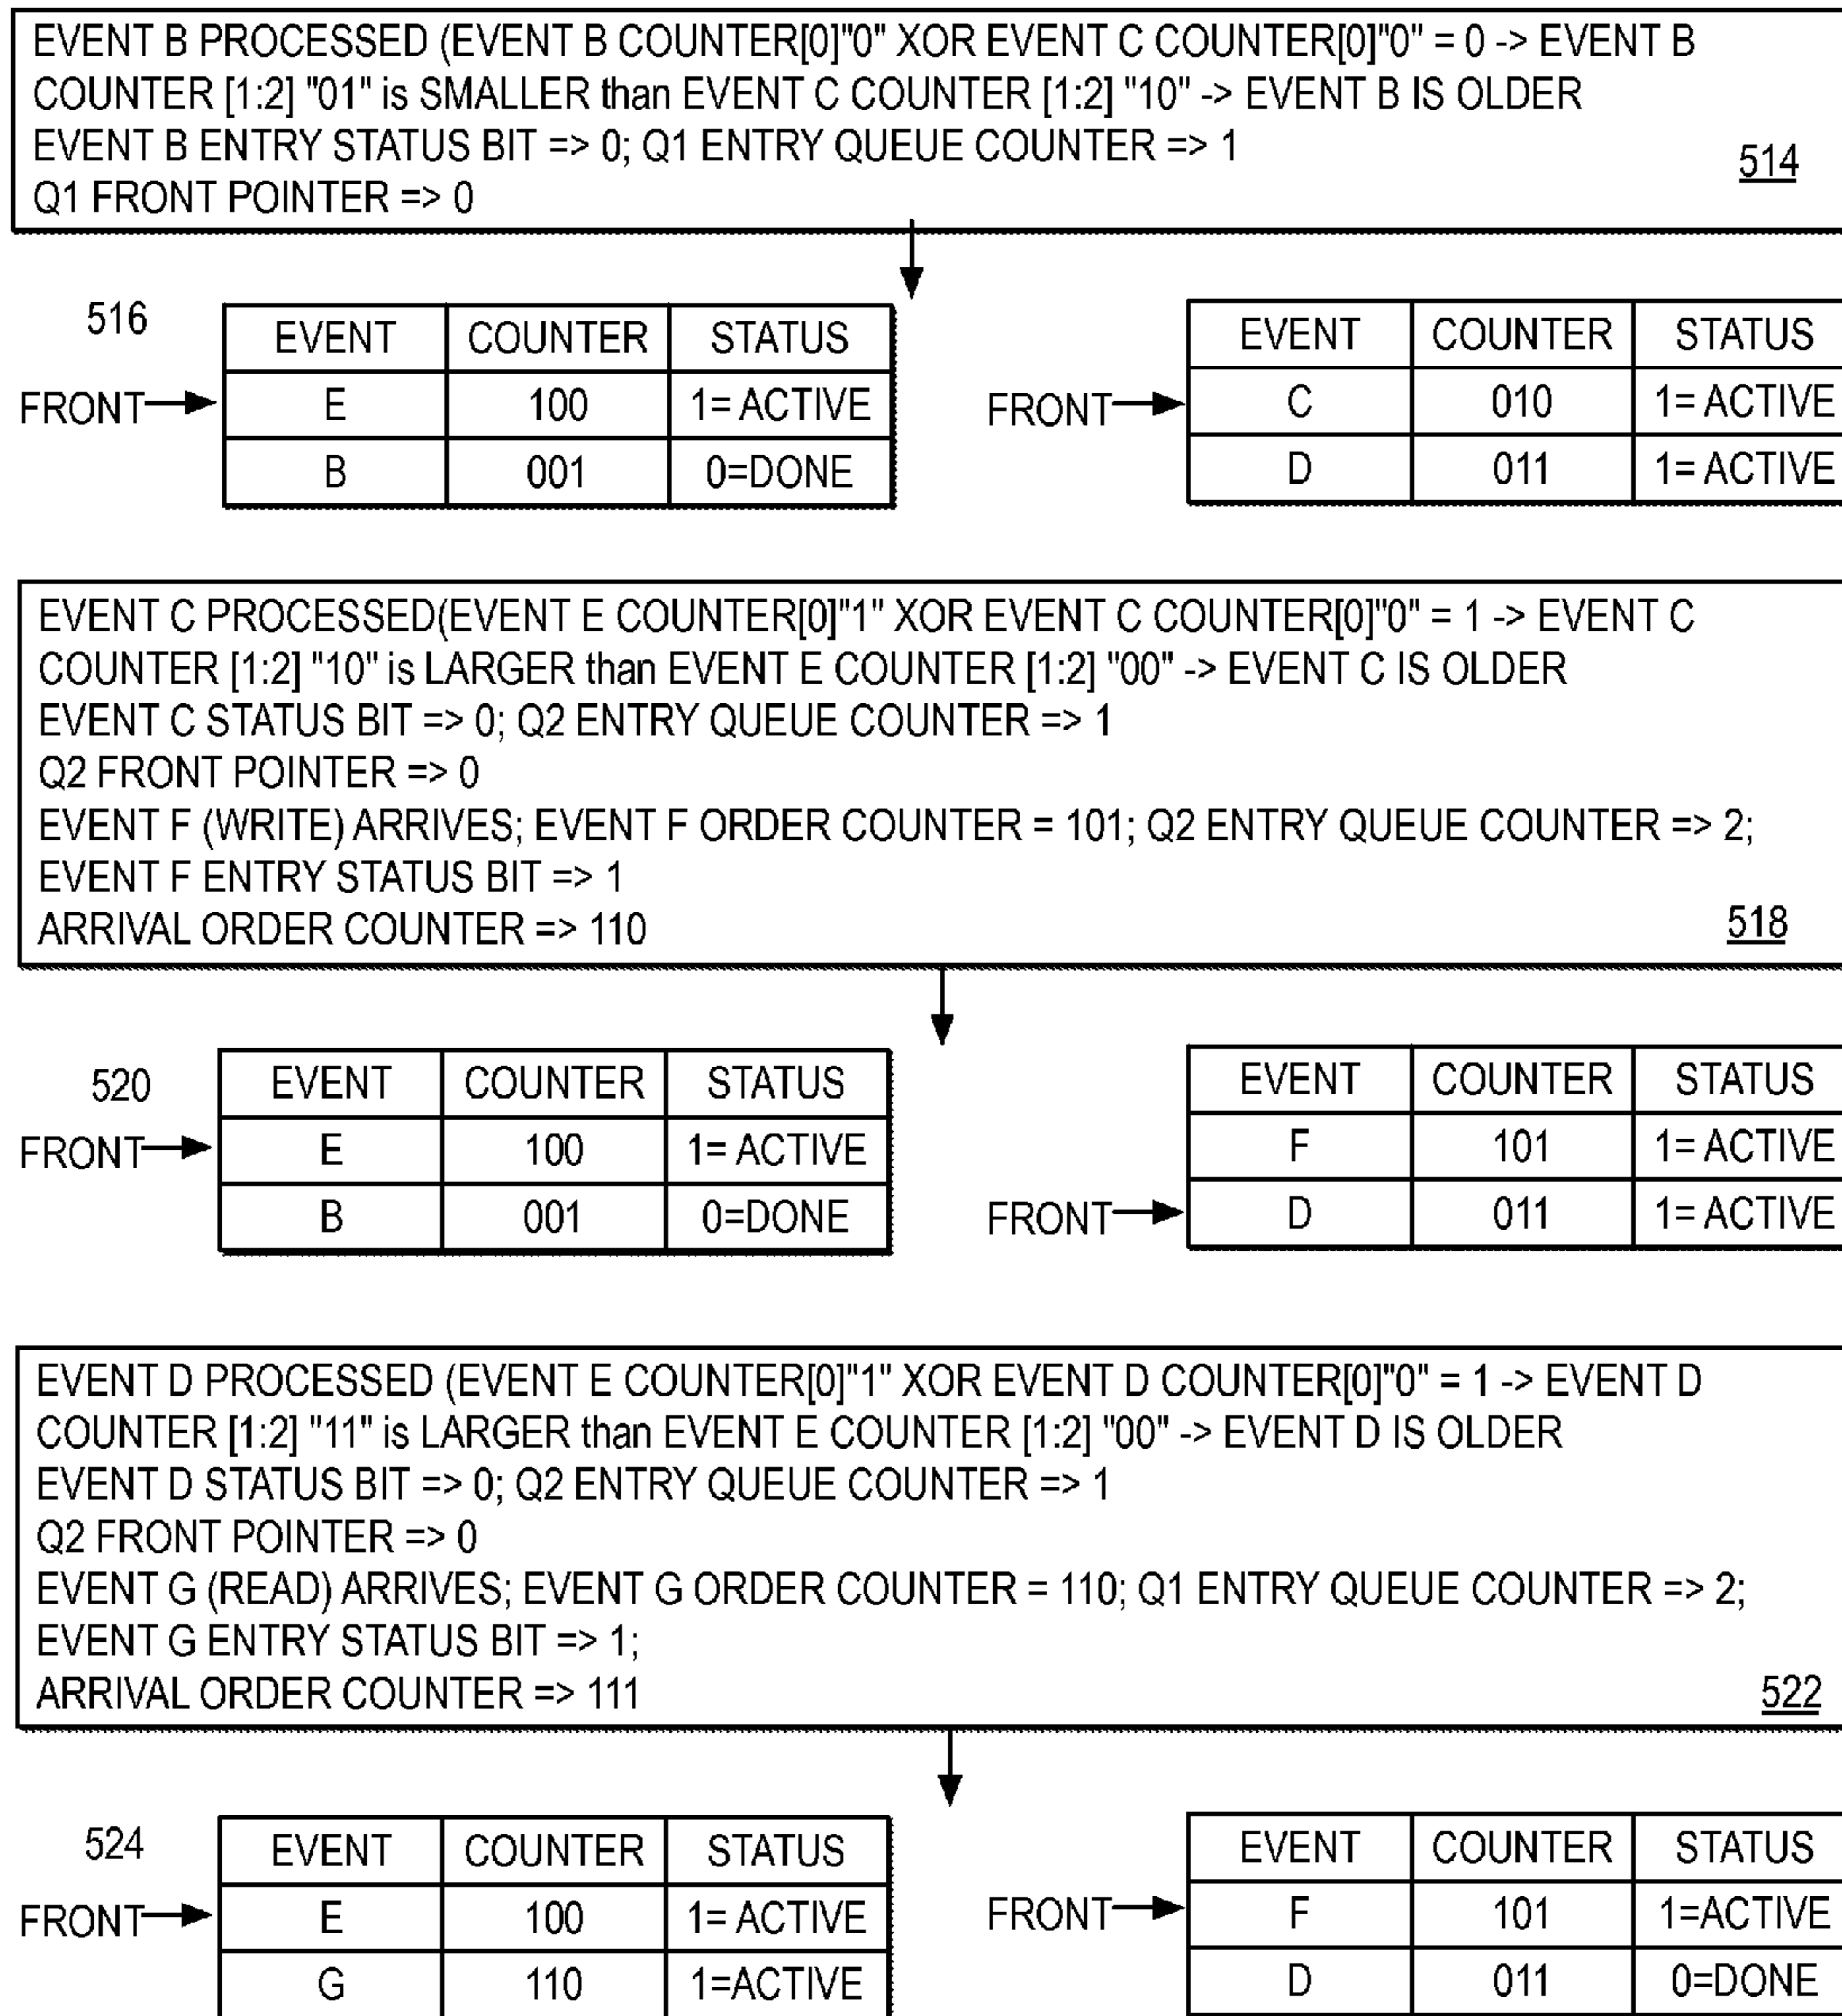 EVENT B PROCESSED (EVENT B COUNTER[0]"0" XOR EVENT C COUNTER[0]"0" = 0 -> EVENT B
COUNTER [1:2] "01" is SMALLER than EVENT C COUNTER [1:2] "10" -> EVENT B IS OLDER
EVENT B ENTRY STATUS BIT => 0; Q1 ENTRY QUEUE COUNTER => 1
Q1 FRONT POINTER => 0
514
516
EVENT COUNTER STATUS
FRONT E 100 1= ACTIVE
B 001 0=DONE
EVENT COUNTER STATUS
FRONT C 010 1= ACTIVE
D 011 1= ACTIVE
EVENT C PROCESSED(EVENT E COUNTER[0]"1" XOR EVENT C COUNTER[0]"0" = 1 -> EVENT C
COUNTER [1:2] "10" is LARGER than EVENT E COUNTER [1:2] "00" -> EVENT C IS OLDER
EVENT C STATUS BIT => 0; Q2 ENTRY QUEUE COUNTER => 1
Q2 FRONT POINTER => 0
EVENT F (WRITE) ARRIVES; EVENT F ORDER COUNTER = 101; Q2 ENTRY QUEUE COUNTER => 2;
EVENT F ENTRY STATUS BIT => 1
ARRIVAL ORDER COUNTER => 110
518
520
EVENT COUNTER STATUS
FRONT E 100 1= ACTIVE
B 001 0=DONE
EVENT COUNTER STATUS
F 101 1= ACTIVE
FRONT D 011 1= ACTIVE
EVENT D PROCESSED (EVENT E COUNTER[0]"1" XOR EVENT D COUNTER[0]"0" = 1 -> EVENT D
COUNTER [1:2] "11" is LARGER than EVENT E COUNTER [1:2] "00" -> EVENT D IS OLDER
EVENT D STATUS BIT => 0; Q2 ENTRY QUEUE COUNTER => 1
Q2 FRONT POINTER => 0
EVENT G (READ) ARRIVES; EVENT G ORDER COUNTER = 110; Q1 ENTRY QUEUE COUNTER => 2;
EVENT G ENTRY STATUS BIT => 1;
ARRIVAL ORDER COUNTER => 111
522
524
EVENT COUNTER STATUS
FRONT E 100 1= ACTIVE
G 110 1=ACTIVE
EVENT COUNTER STATUS
FRONT F 101 1=ACTIVE
D 011 0=DONE